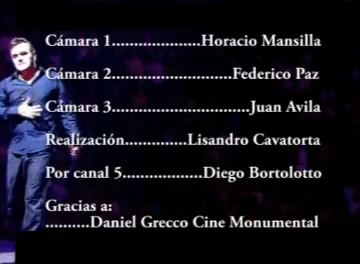 Cámara 1.....................Horacio Mansilla
Cámara 2............................Federico Paz
Cámara 3................................Juan Avila
Realización...............Lisandro Cavatorta
Por canal 5...................Diego Bortolotto
Gracias a:
..........Daniel Grecco Cine Monumental